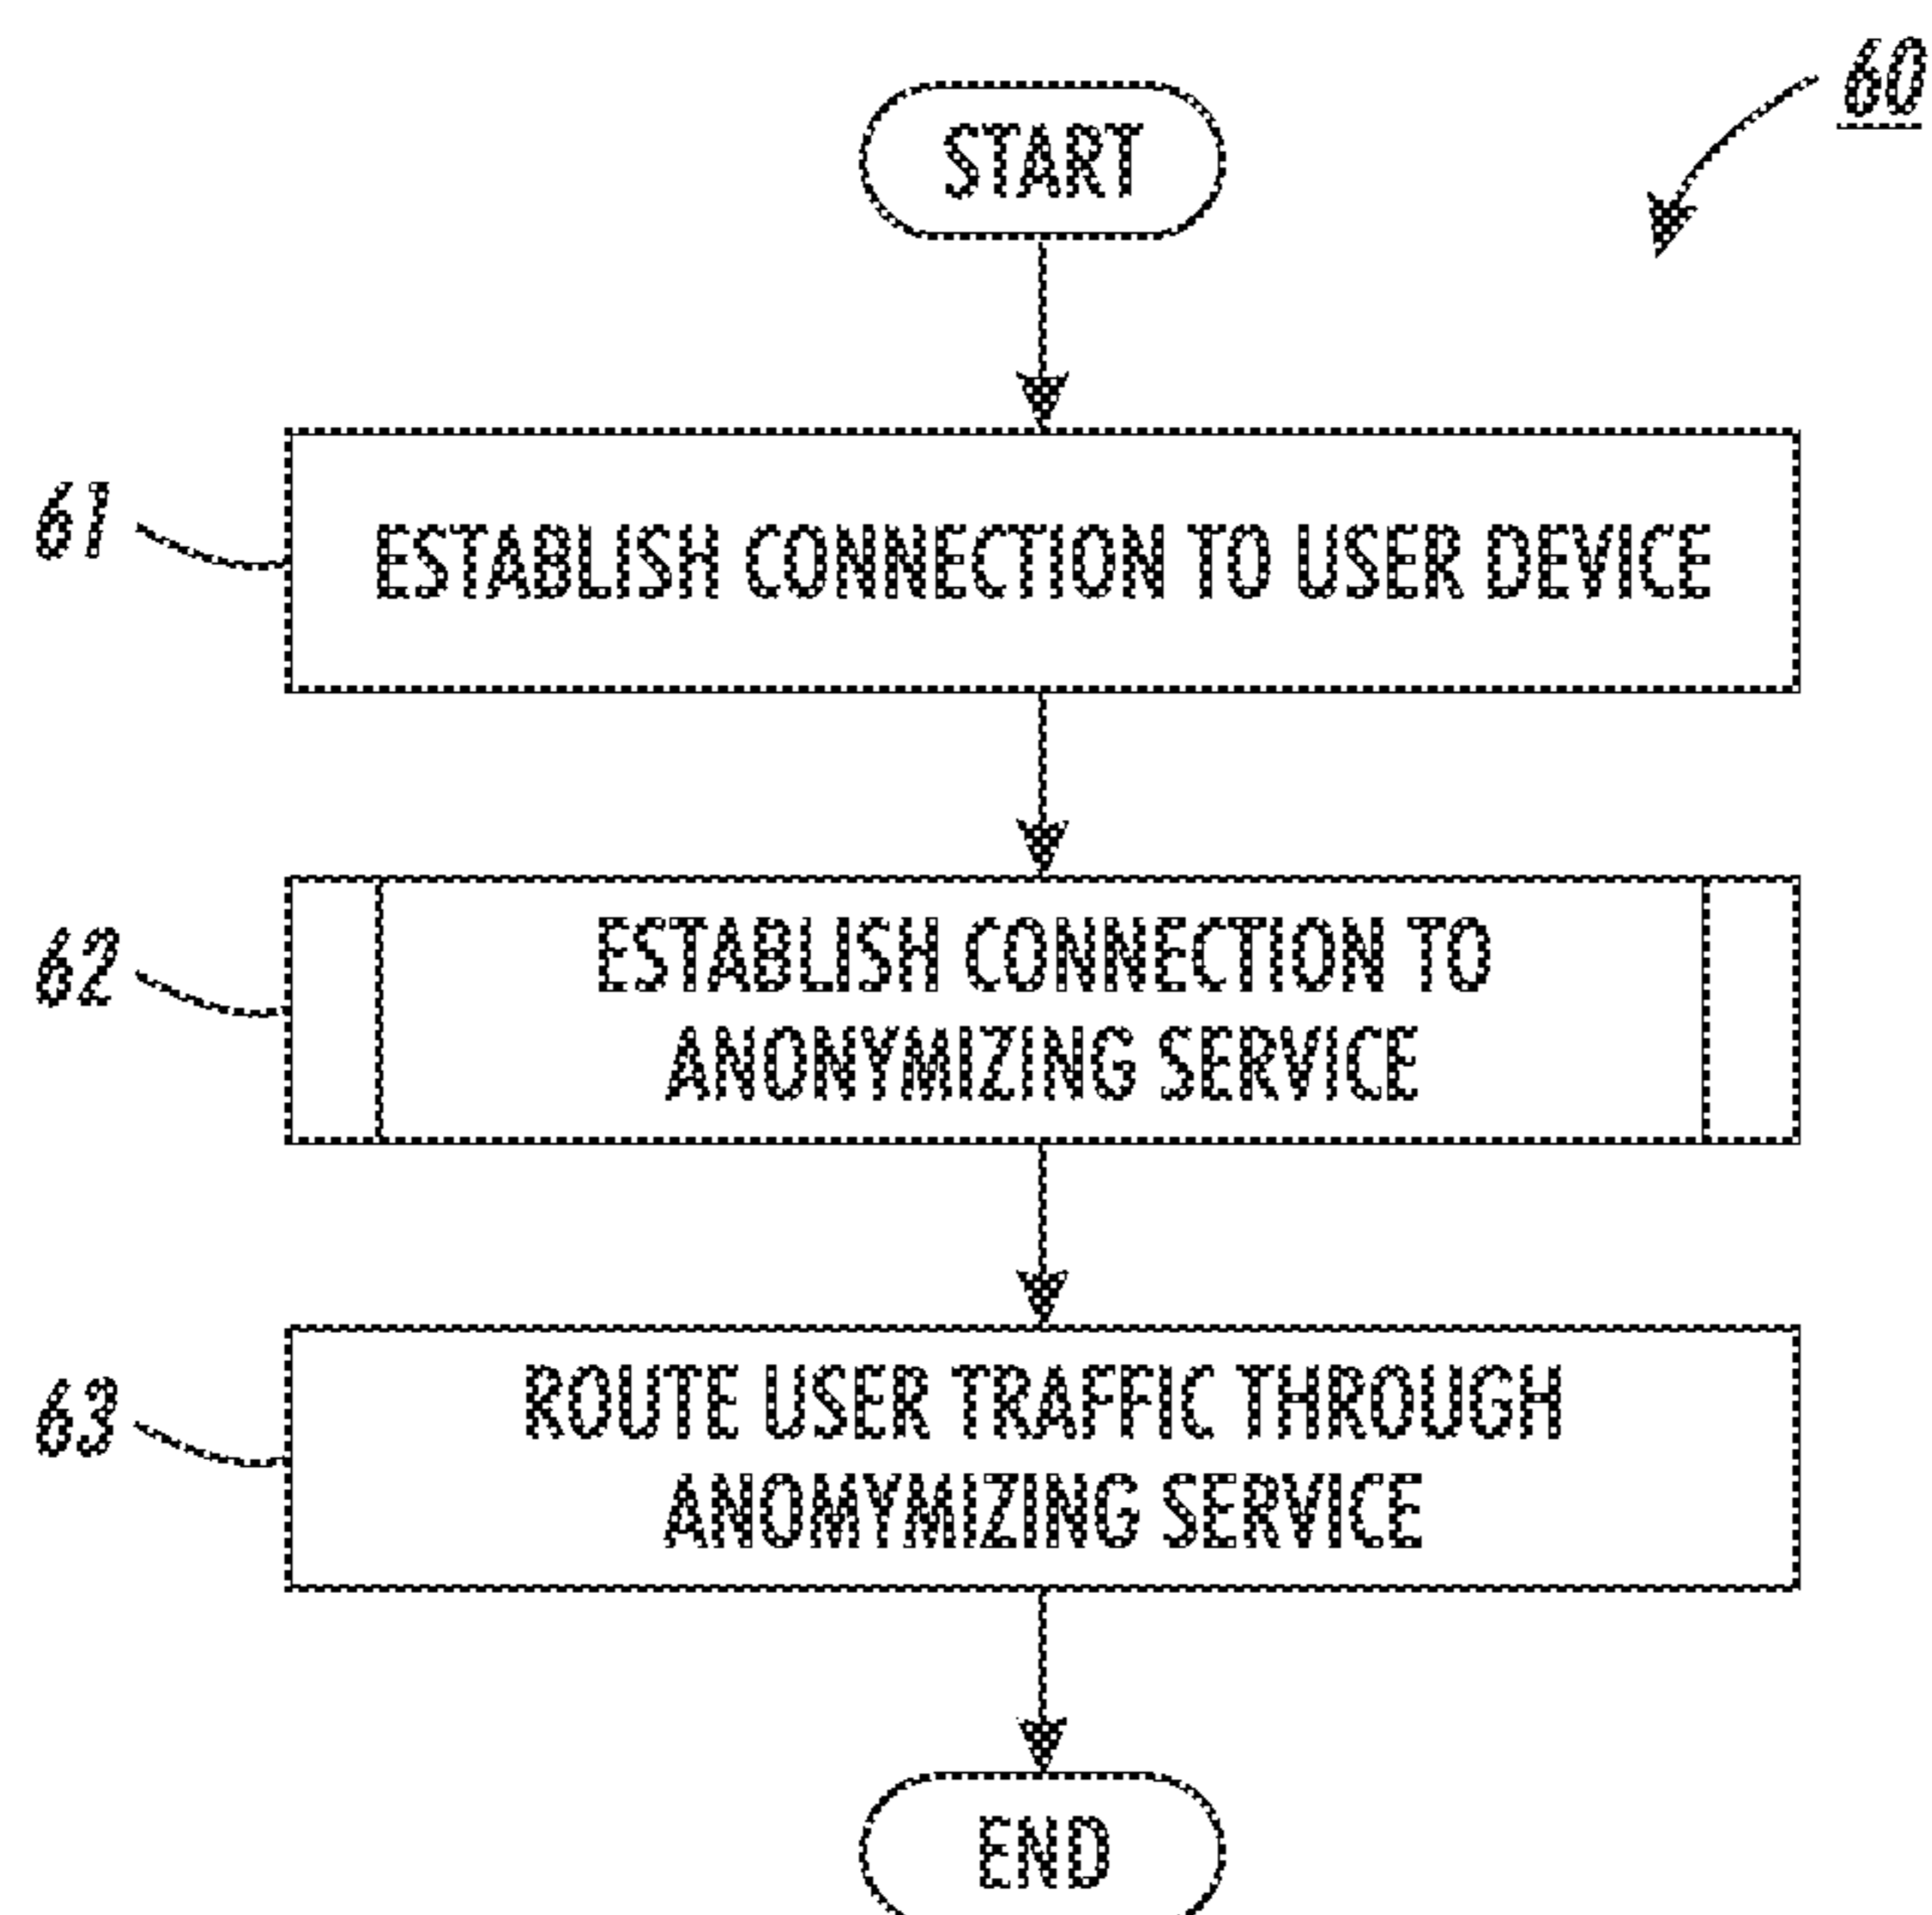 60
START
61
ESTABLISH CONNECTION TO USER DEVICE
62
ESTABLISH CONNECTION TO
ANONYMIZING SERVICE
63
ROUTE USER TRAFFIC THROUGH
ANOMYMIZING SERVICE
END